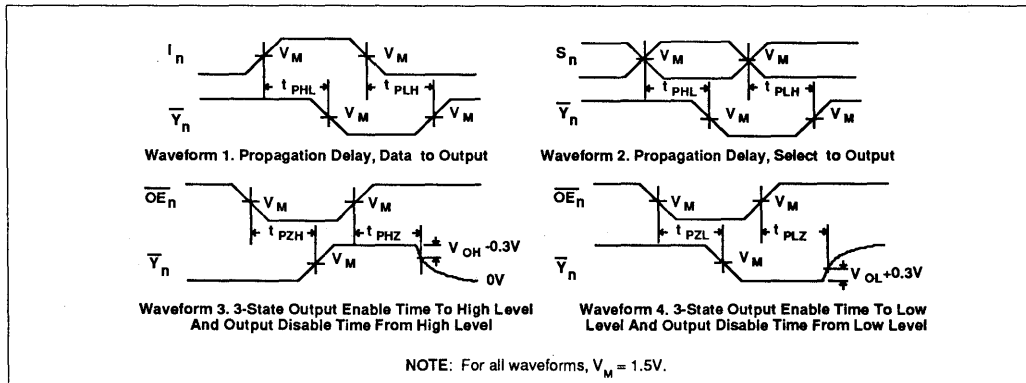 I n
V M
V M
t PHL
t PLH
Y n
V M
V M
Waveform 1. Propagation Delay, Data to Output
S n
V M
V M
t PHL
t PLH
Y n
V M
V M
Waveform 2. Propagation Delay, Select to Output
OE n
V M
V M
t PZH
t PHZ
V OH -0.3V
Y n
V M
0V
Waveform 3. 3-State Output Enable Time To High Level
And Output Disable Time From High Level
OE n
V M
V M
t PZL
t PLZ
Y n
V M
V OL +0.3V
Waveform 4. 3-State Output Enable Time To Low
Level And Output Disable Time From Low Level
NOTE: For all waveforms, V M = 1.5V.